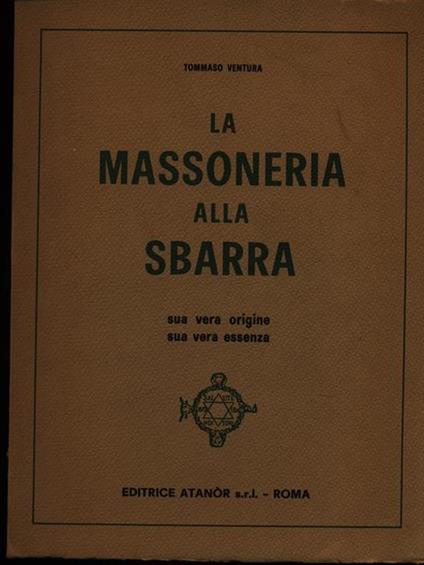 TOMMASO VENTURA
LA
MASSONERIA
ALLA
SBARRA
sua vera origine
sua vera essenza
EDITRICE ATANÒR s.r.l. - ROMA